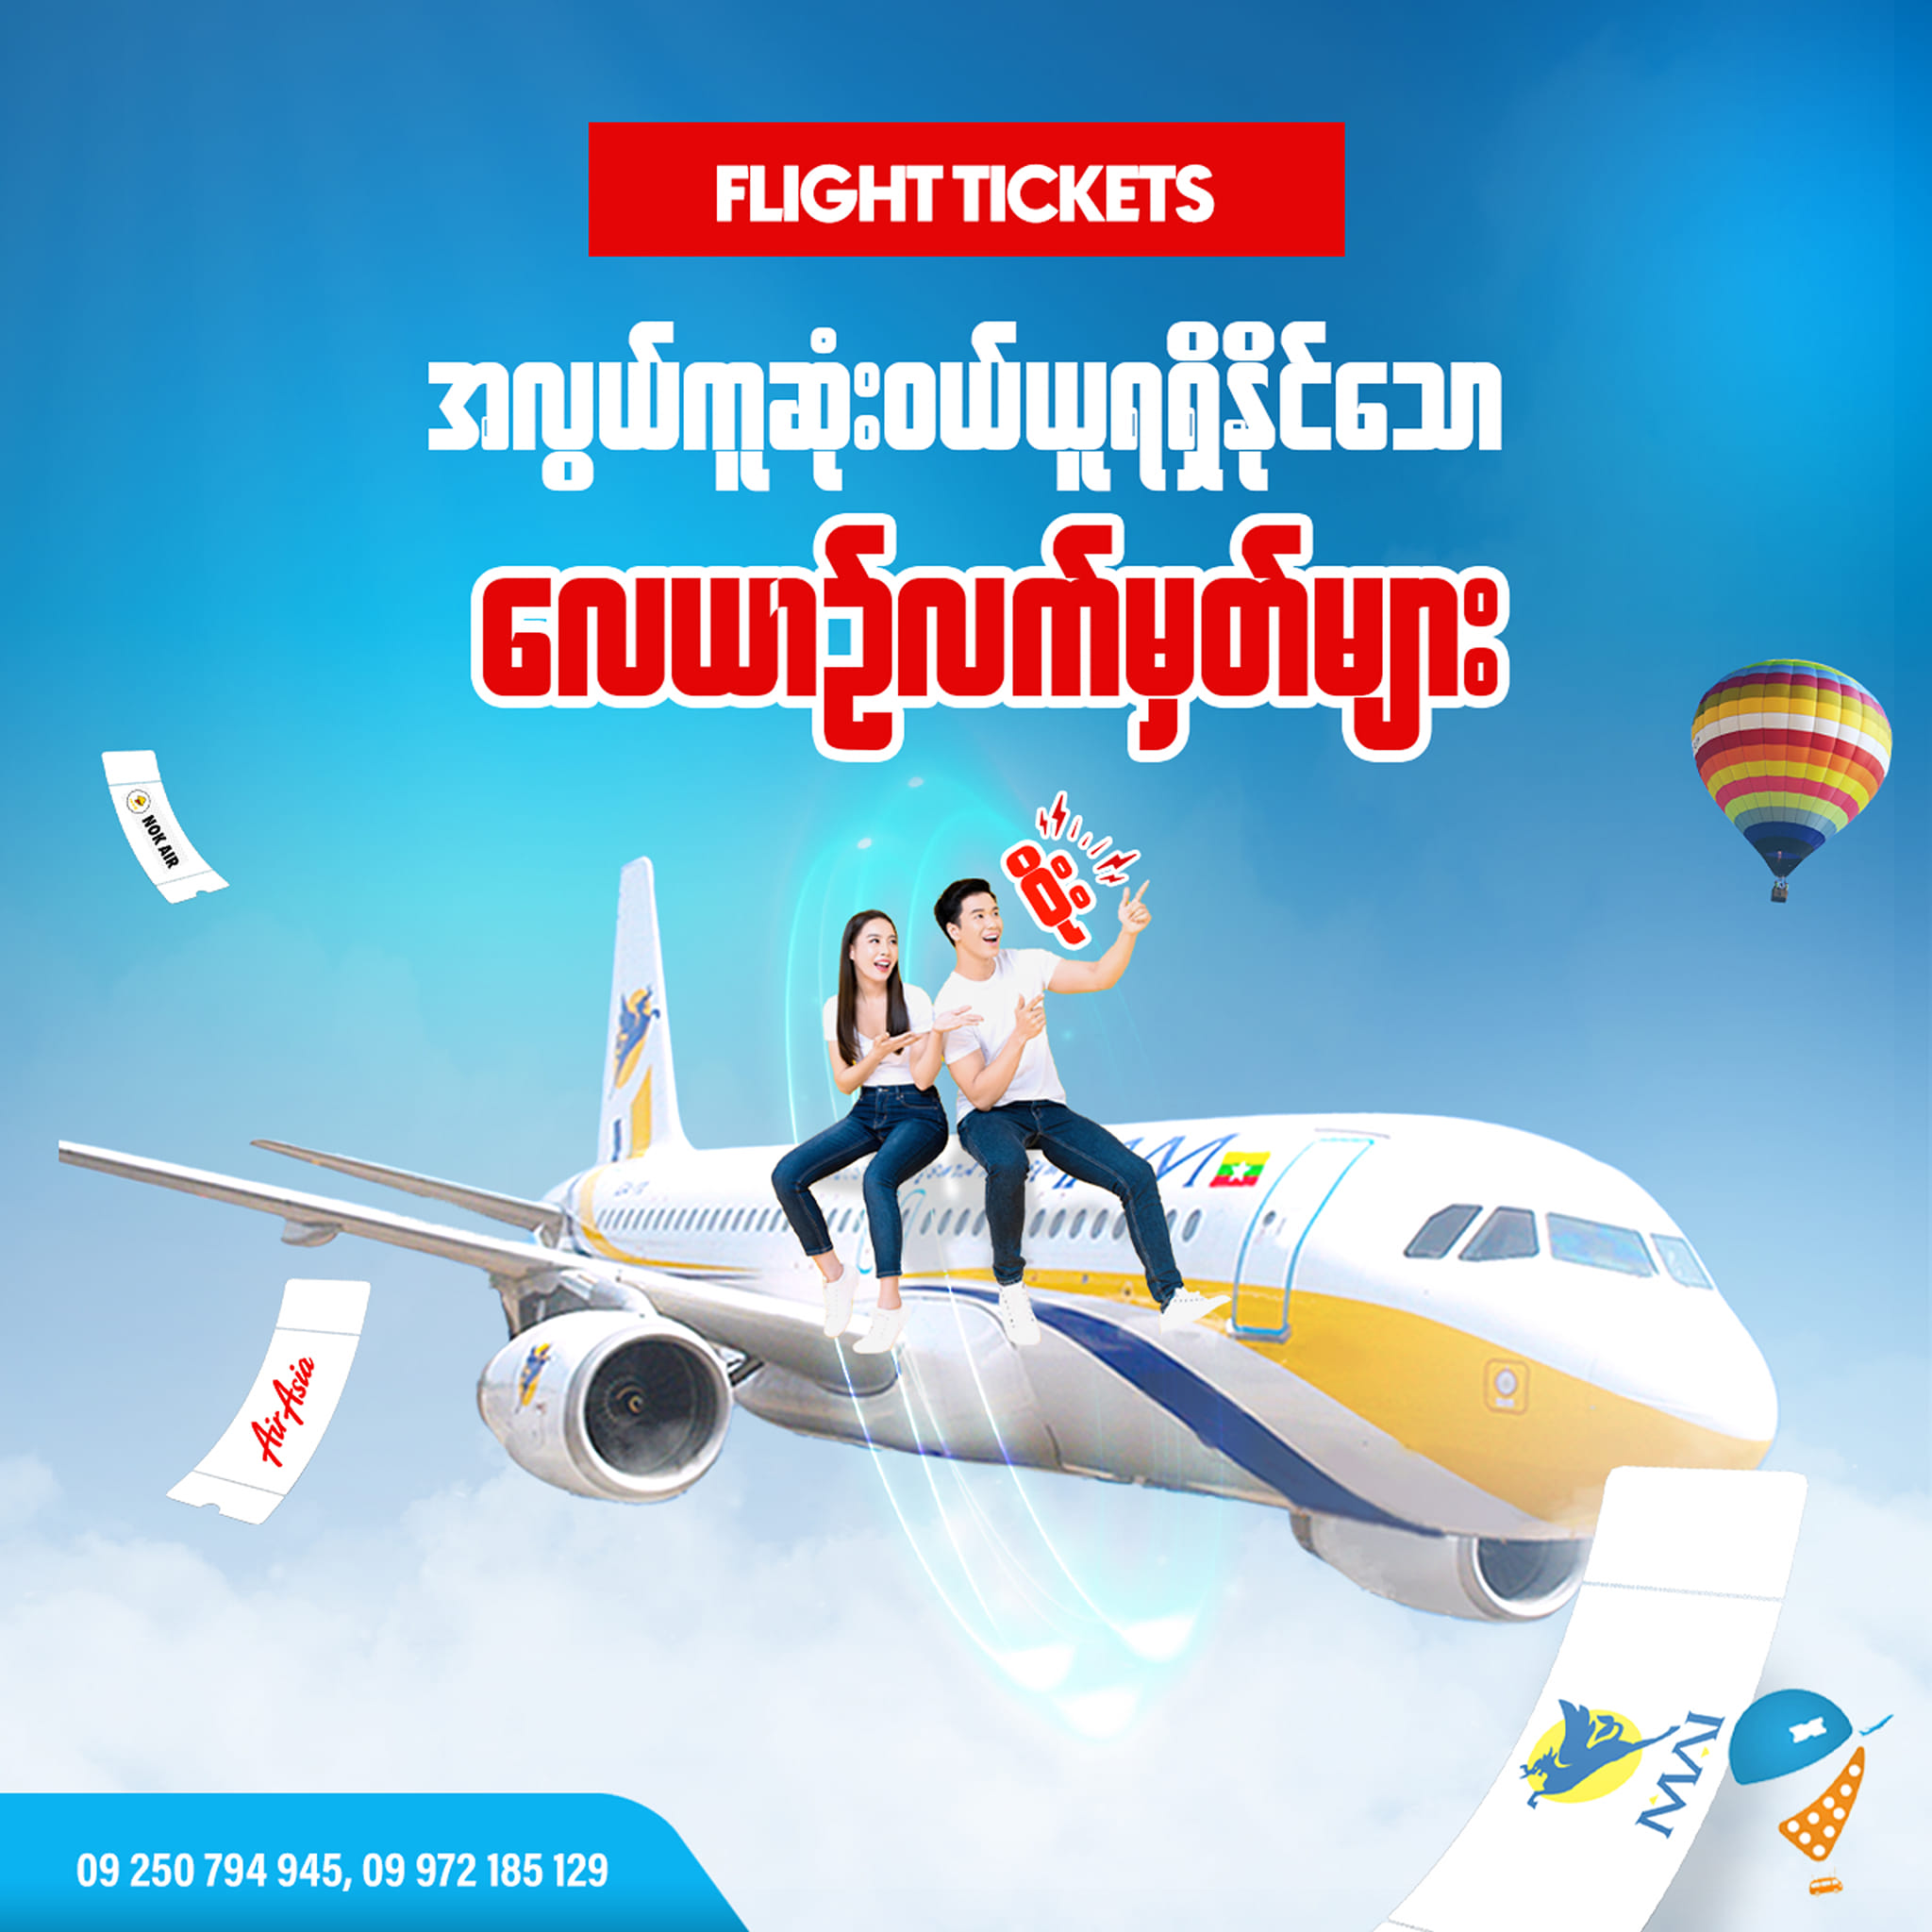 FLIGHT TICKETS
အလွယ်ကူဆုံးဝယ်ယူရရှိနိုင်သော
လေယာဉ်လက်မှတ်များ
NOK AIR
ဝိုး
AirAsia
MAI
09 250 794 945, 09 972 185 129